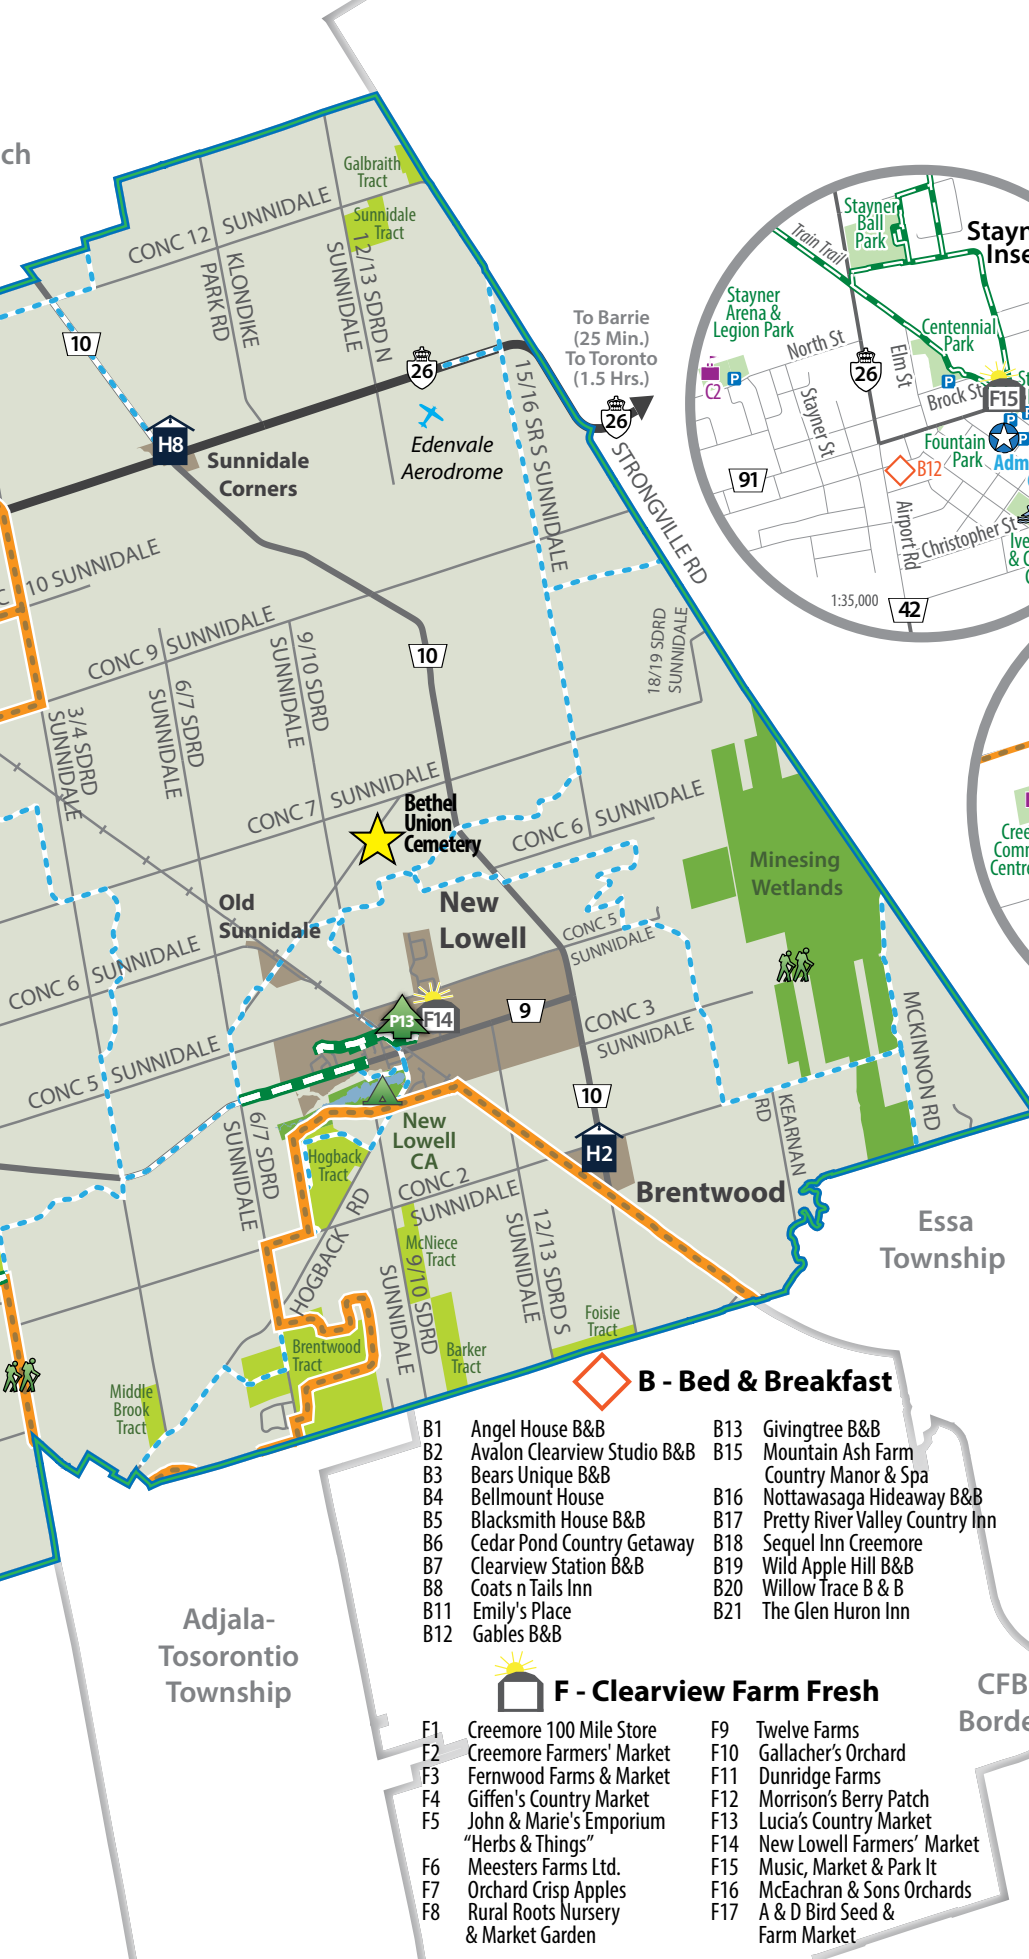 ch
Galbraith
Tract
Sunnidale
Tract
CONC 12 SUNNIDALE
KLONDIKE
PARK RD
12/13 SDRD N
SUNNIDALE
10
26
H8
Sunnidale
Corners
Edenvale
Aerodrome
15/16 SR S SUNNIDALE
To Barrie
(25 Min.)
To Toronto
(1.5 Hrs.)
26
STRONGVILLE RD
Stayner
Ball
Park
Stayn
Inse
Train Trail
Stayner
Arena &
Legion Park
North St
Centennial
Park
26
Elm St
C2
P
P
Brock St
F15
St
P
P
Stayner St
Fountain
Park
Adm
B12
91
Airport Rd
Christopher St
Ive
& C
C
1:35,000
42
C 10 SUNNIDALE
CONC 9 SUNNIDALE
10
9/10 SDRD
SUNNIDALE
6/7 SDRD
SUNNIDALE
3/4 SDRD
SUNNIDALE
18/19 SDRD
SUNNIDALE
CONC 7 SUNNIDALE
Bethel
Union
Cemetery
CONC 6 SUNNIDALE
Minesing
Wetlands
Cree
Comm
Centre
Old
Sunnidale
New
Lowell
CONC 5
SUNNIDALE
CONC 6 SUNNIDALE
P13
F14
9
CONC 3
SUNNIDALE
MCKINNON RD
CONC 5 SUNNIDALE
10
KEARNAN
RD
6/7 SDRD
SUNNIDALE
New
Lowell
CA
H2
Hogback
Tract
CONC 2
SUNNIDALE
Brentwood
HOGBACK RD
Essa
Township
McNiece
Tract
9/10 SDRD
SUNNIDALE
12/13 SDRD S
SUNNIDALE
Foisie
Tract
Brentwood
Tract
Barker
Tract
Middle
Brook
Tract
B - Bed & Breakfast
B1 Angel House B&B
B2 Avalon Clearview Studio B&B
B3 Bears Unique B&B
B4 Bellmount House
B5 Blacksmith House B&B
B6 Cedar Pond Country Getaway
B7 Clearview Station B&B
B8 Coats n Tails Inn
B11 Emily's Place
B12 Gables B&B
B13 Givingtree B&B
B15 Mountain Ash Farm
Country Manor & Spa
B16 Nottawasaga Hideaway B&B
B17 Pretty River Valley Country Inn
B18 Sequel Inn Creemore
B19 Wild Apple Hill B&B
B20 Willow Trace B & B
B21 The Glen Huron Inn
Adjala-
Tosorontio
Township
CFB
Borde
F - Clearview Farm Fresh
F1 Creemore 100 Mile Store
F2 Creemore Farmers' Market
F3 Fernwood Farms & Market
F4 Giffen's Country Market
F5 John & Marie's Emporium
“Herbs & Things”
F6 Meesters Farms Ltd.
F7 Orchard Crisp Apples
F8 Rural Roots Nursery
& Market Garden
F9 Twelve Farms
F10 Gallacher’s Orchard
F11 Dunridge Farms
F12 Morrison’s Berry Patch
F13 Lucia’s Country Market
F14 New Lowell Farmers’ Market
F15 Music, Market & Park It
F16 McEachran & Sons Orchards
F17 A & D Bird Seed &
Farm Market